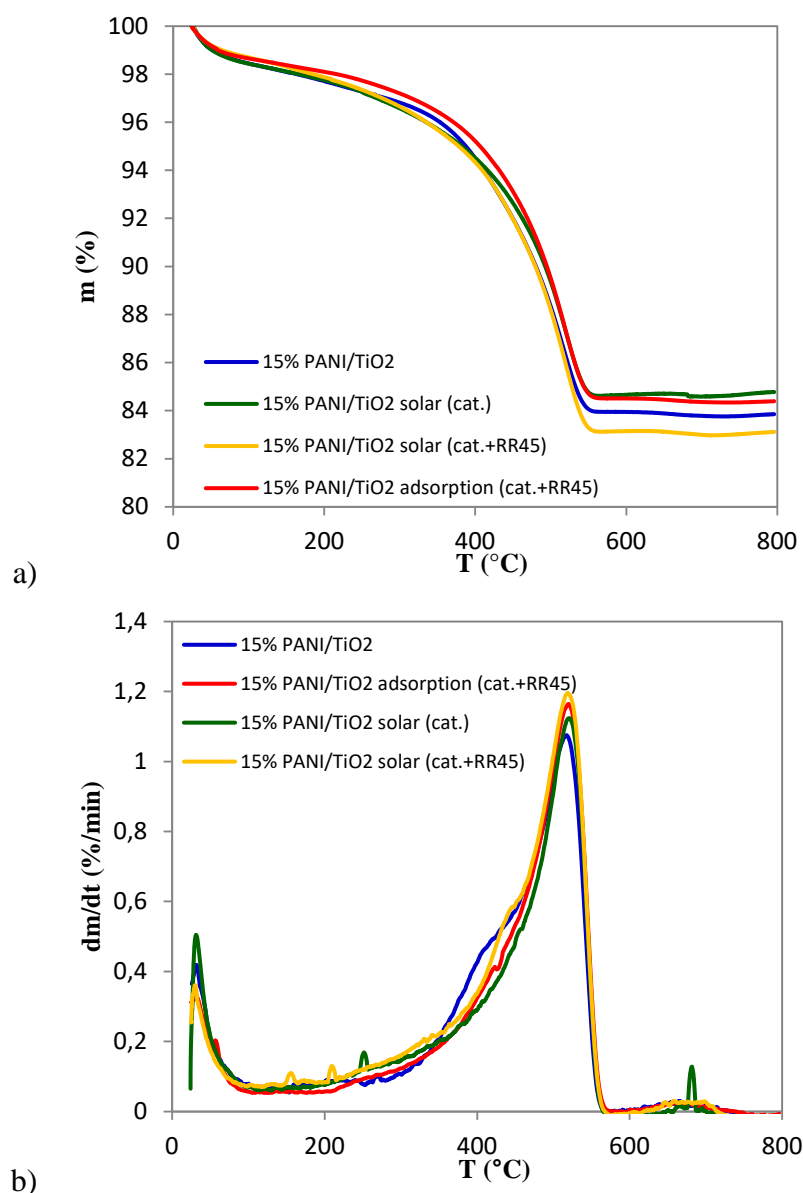 100
98
96
94
92
90
88
86
84
82
80
m (%)
15% PANI/TiO2
15% PANI/TiO2 solar (cat.)
15% PANI/TiO2 solar (cat.+RR45)
15% PANI/TiO2 adsorption (cat.+RR45)
0 200 400 600 800
T (°C)
a)
1,4
1,2
1
0,8
0,6
0,4
0,2
0
dm/dt (%/min)
15% PANI/TiO2
15% PANI/TiO2 adsorption (cat.+RR45)
15% PANI/TiO2 solar (cat.)
15% PANI/TiO2 solar (cat.+RR45)
0 200 400 600 800
T (°C)
b)